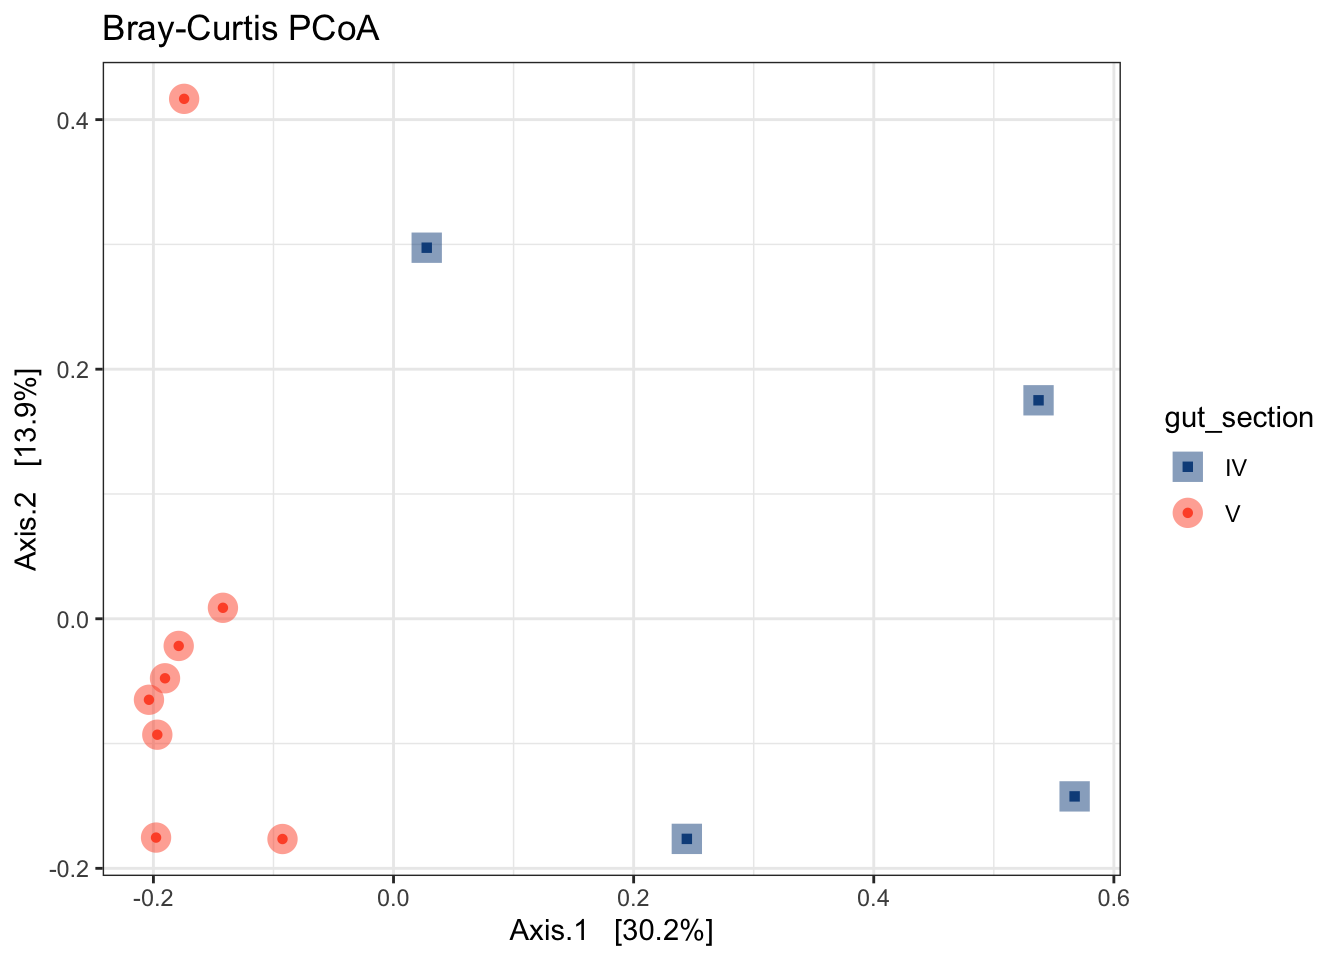 Bray-Curtis PCoA
0.4
0.2
0.0
-0.2
Axis.2 [13.9%]
-0.2 0.0 0.2 0.4 0.6
Axis.1 [30.2%]
gut_section
IV
V